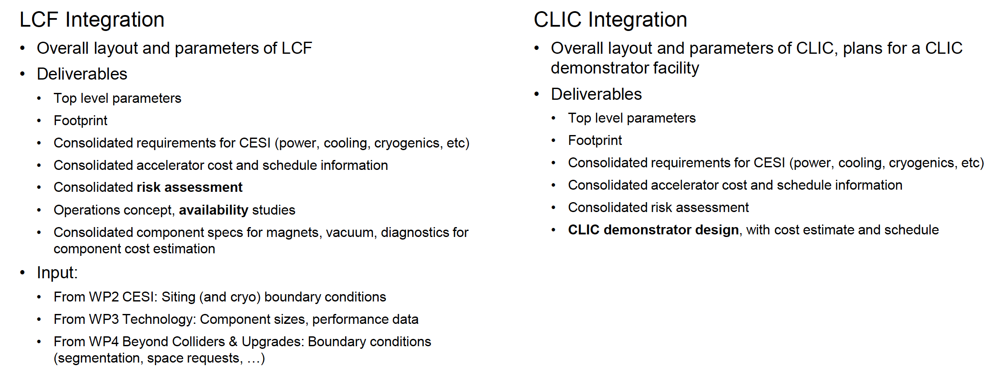 LCF Integration
• Overall layout and parameters of LCF
• Deliverables
• Top level parameters
• Footprint
• Consolidated requirements for CESI (power, cooling, cryogenics, etc)
• Consolidated accelerator cost and schedule information
• Consolidated risk assessment
• Operations concept, availability studies
• Consolidated component specs for magnets, vacuum, diagnostics for
component cost estimation
• Input:
• From WP2 CESI: Siting (and cryo) boundary conditions
• From WP3 Technology: Component sizes, performance data
• From WP4 Beyond Colliders & Upgrades: Boundary conditions
(segmentation, space requests, …)
CLIC Integration
• Overall layout and parameters of CLIC, plans for a CLIC
demonstrator facility
• Deliverables
• Top level parameters
• Footprint
• Consolidated requirements for CESI (power, cooling, cryogenics, etc)
• Consolidated accelerator cost and schedule information
• Consolidated risk assessment
• CLIC demonstrator design, with cost estimate and schedule